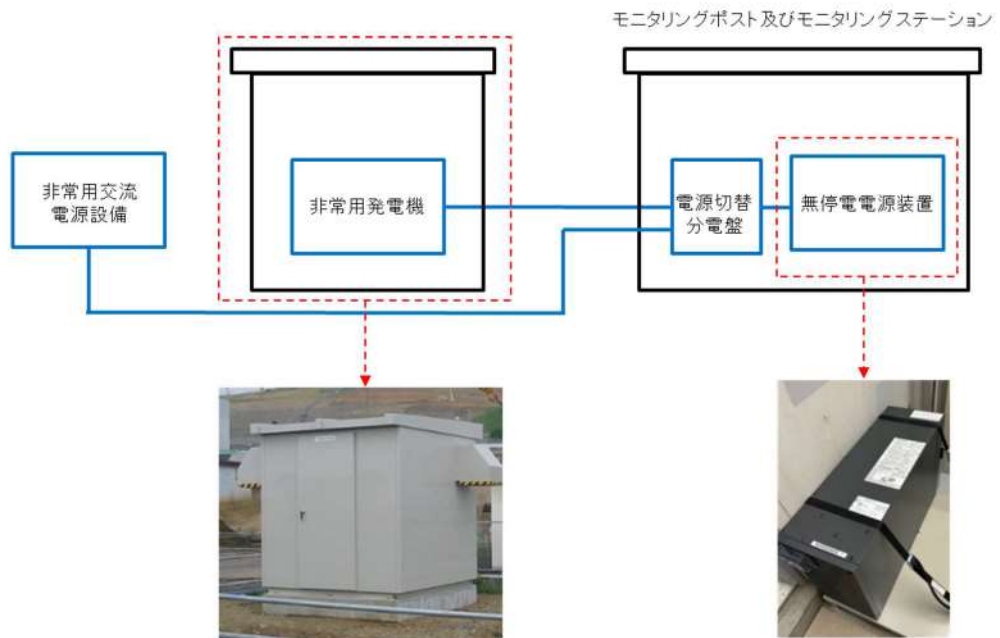 モニタリングポスト及びモニタリングステーション
非常用交流
電源設備
非常用発電機
電源切替
分電盤
無停電電源装置